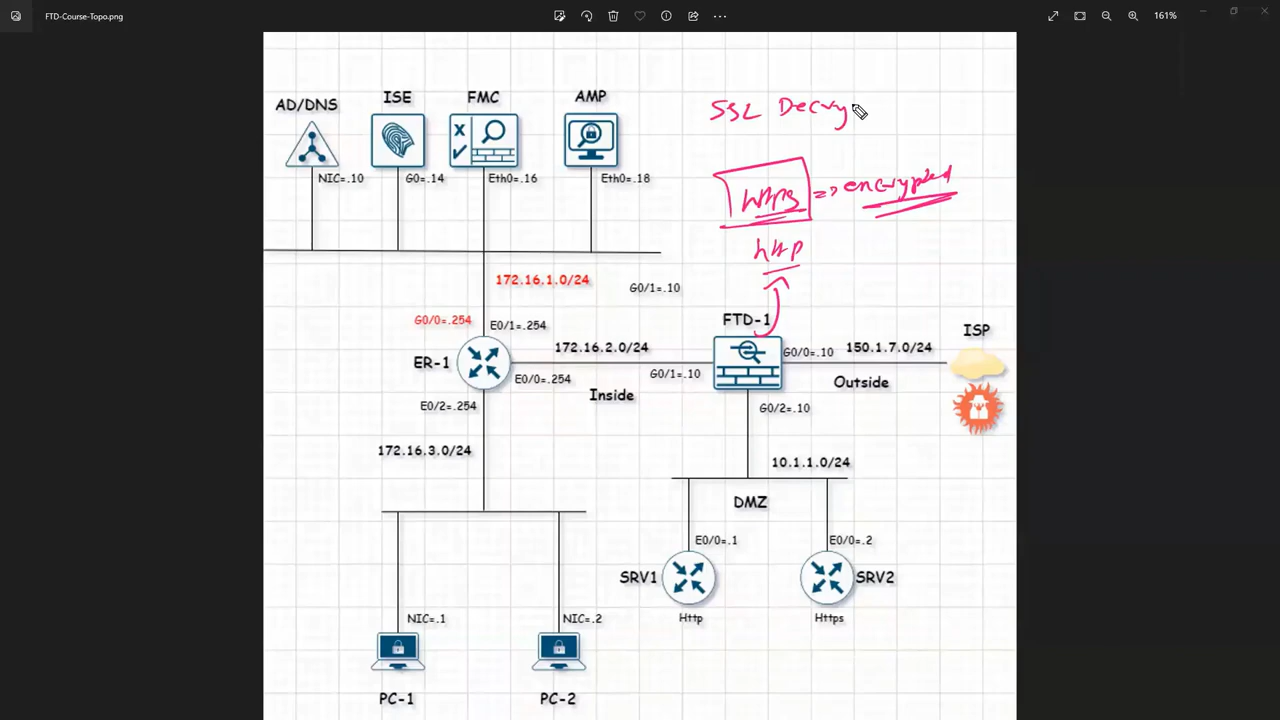 FTD-Course-Topo.png
161%
AD/DNS
ISE
FMC
AMP
SSL Decry
NIC=.10
G0=.14
Eth0=.16
Eth0=.18
https => encrypted
http
172.16.1.0/24
G0/1=.10
G0/0=.254
E0/1=.254
FTD-1
ISP
172.16.2.0/24
G0/0=.10
150.1.7.0/24
ER-1
E0/0=.254
G0/1=.10
Outside
Inside
E0/2=.254
G0/2=.10
172.16.3.0/24
10.1.1.0/24
DMZ
E0/0=.1
E0/0=.2
SRV1
SRV2
Http
Https
NIC=.1
NIC=.2
PC-1
PC-2